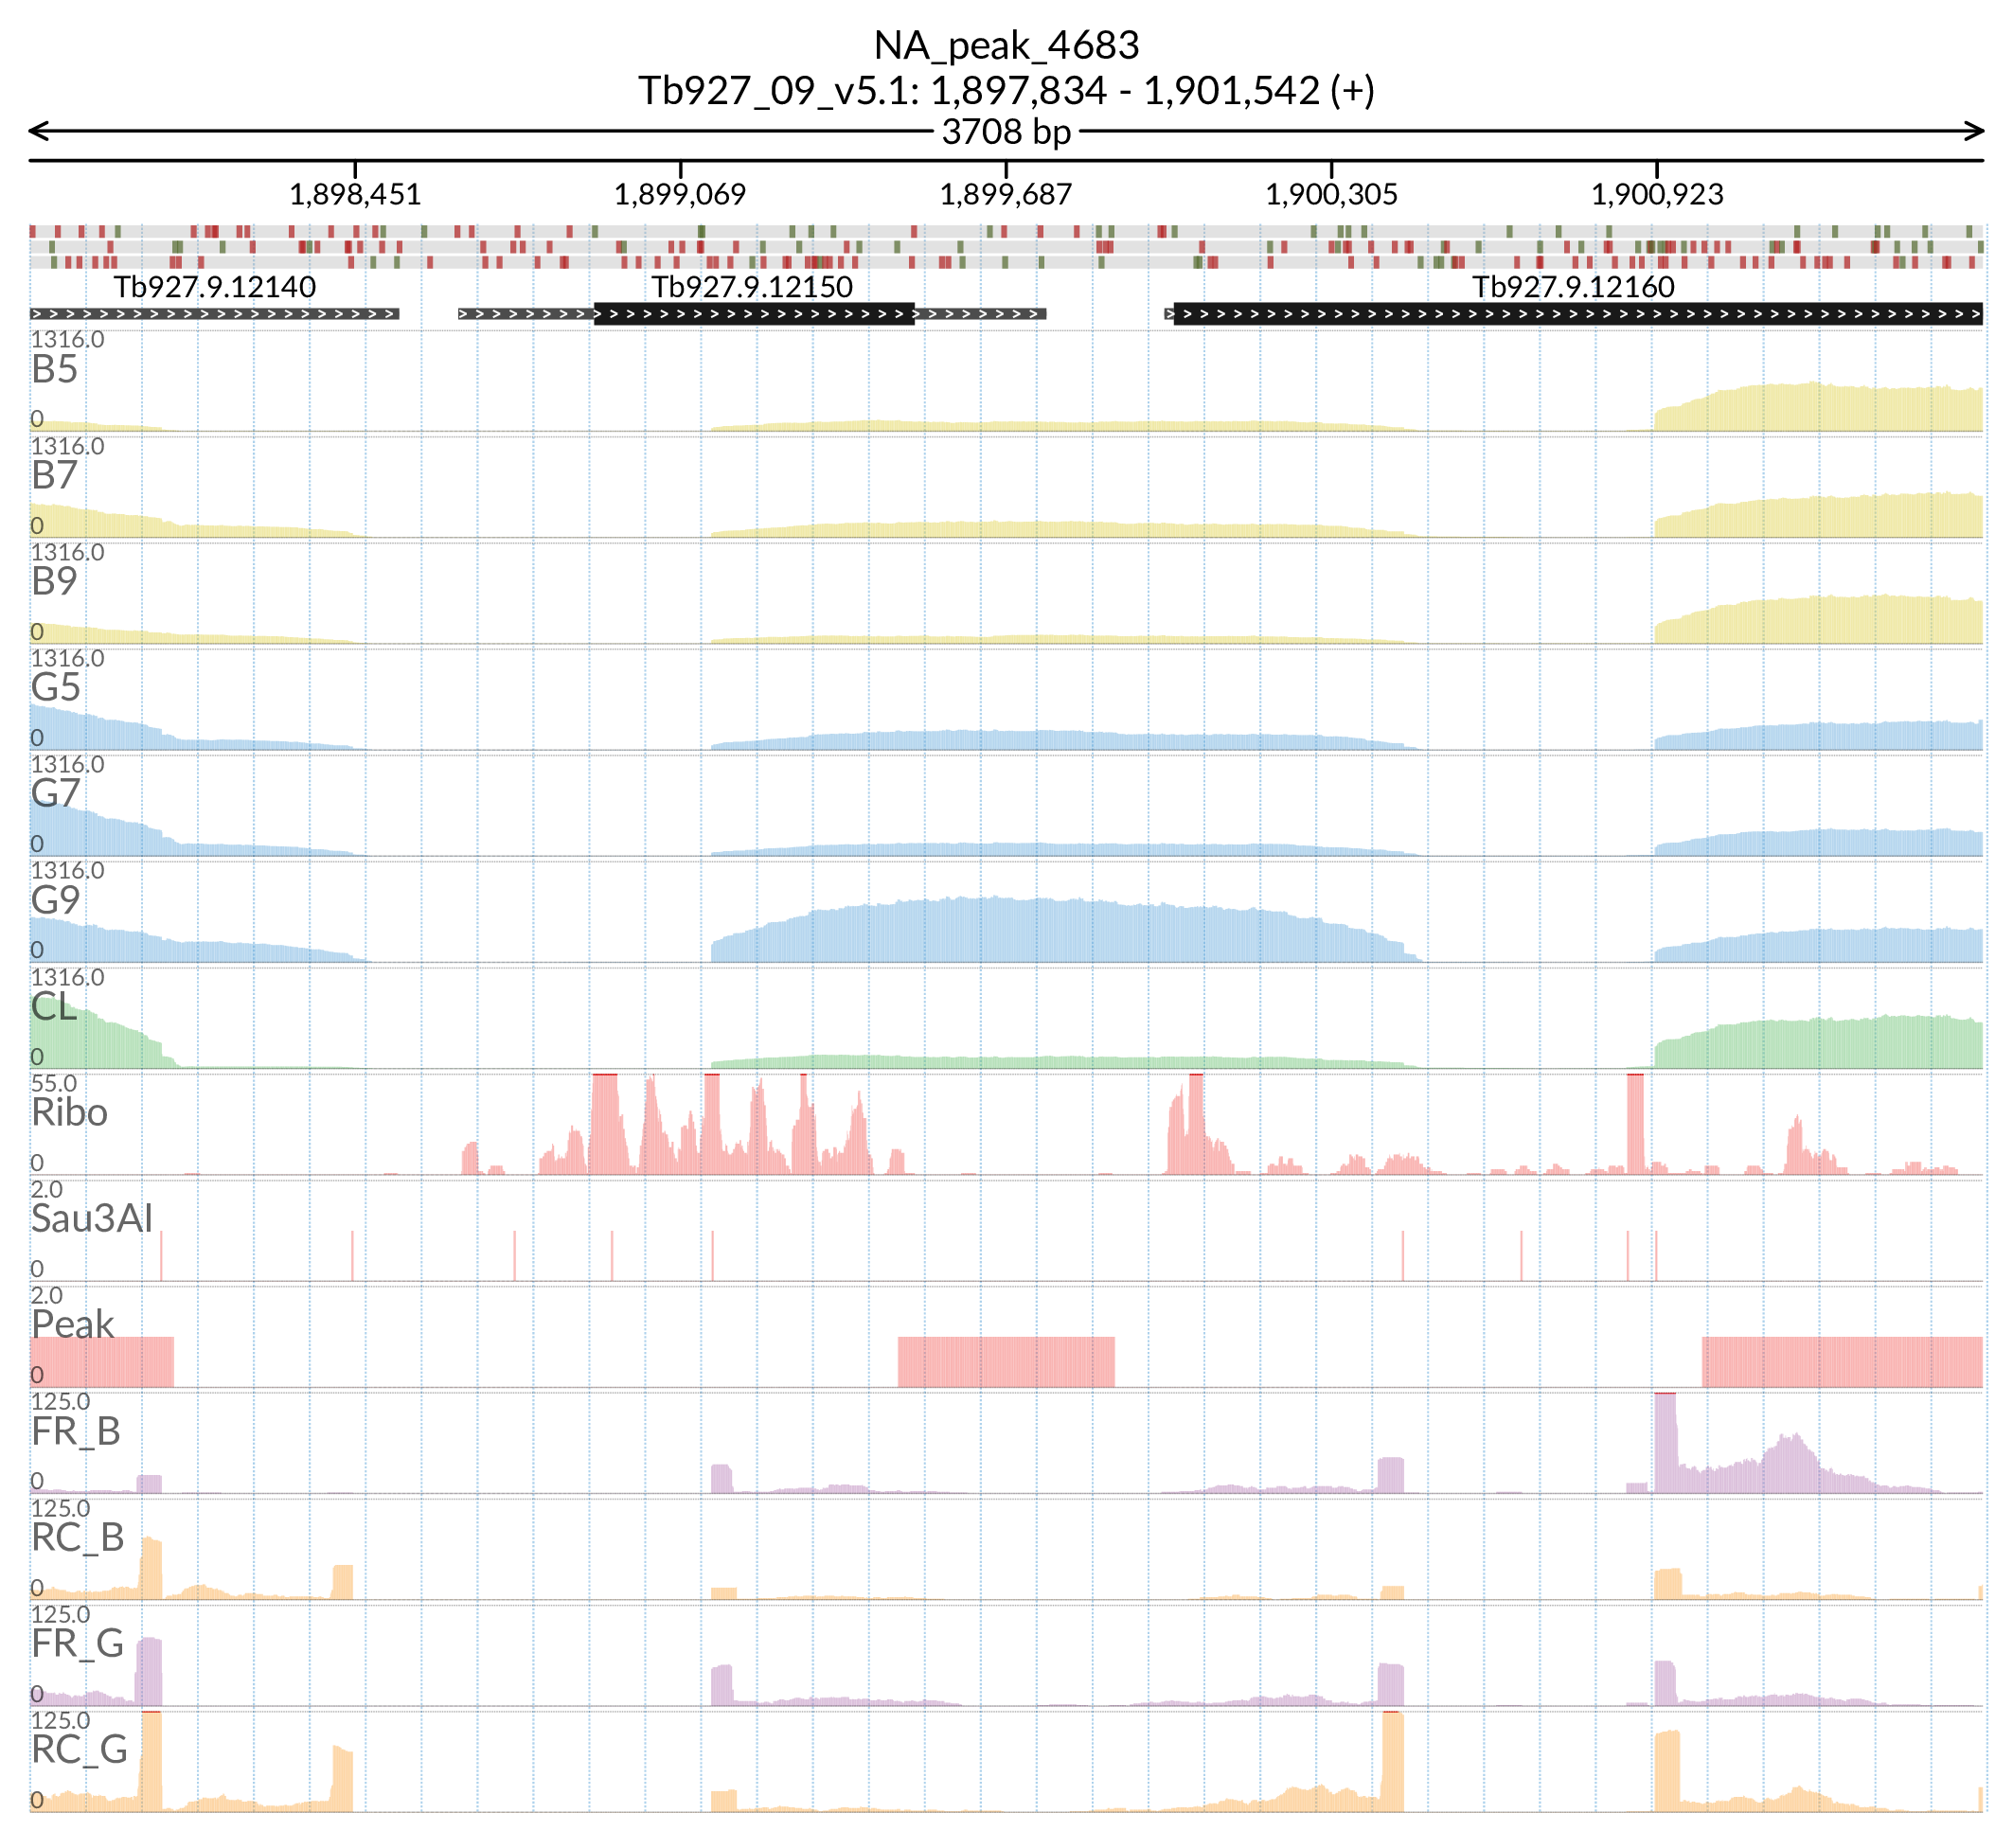 NA_peak_4683
Tb927_09_v5.1: 1,897,834 - 1,901,542 (+)
3708 bp
1,898,451 1,899,069 1,899,687 1,900,305 1,900,923
Tb927.9.12140 Tb927.9.12150 Tb927.9.12160
1316.0
B5
0
1316.0
B7
0
1316.0
B9
0
1316.0
G5
0
1316.0
G7
0
1316.0
G9
0
1316.0
CL
0
55.0
Ribo
0
2.0
Sau3AI
0
2.0
Peak
0
125.0
FR_B
0
125.0
RC_B
0
125.0
FR_G
0
125.0
RC_G
0